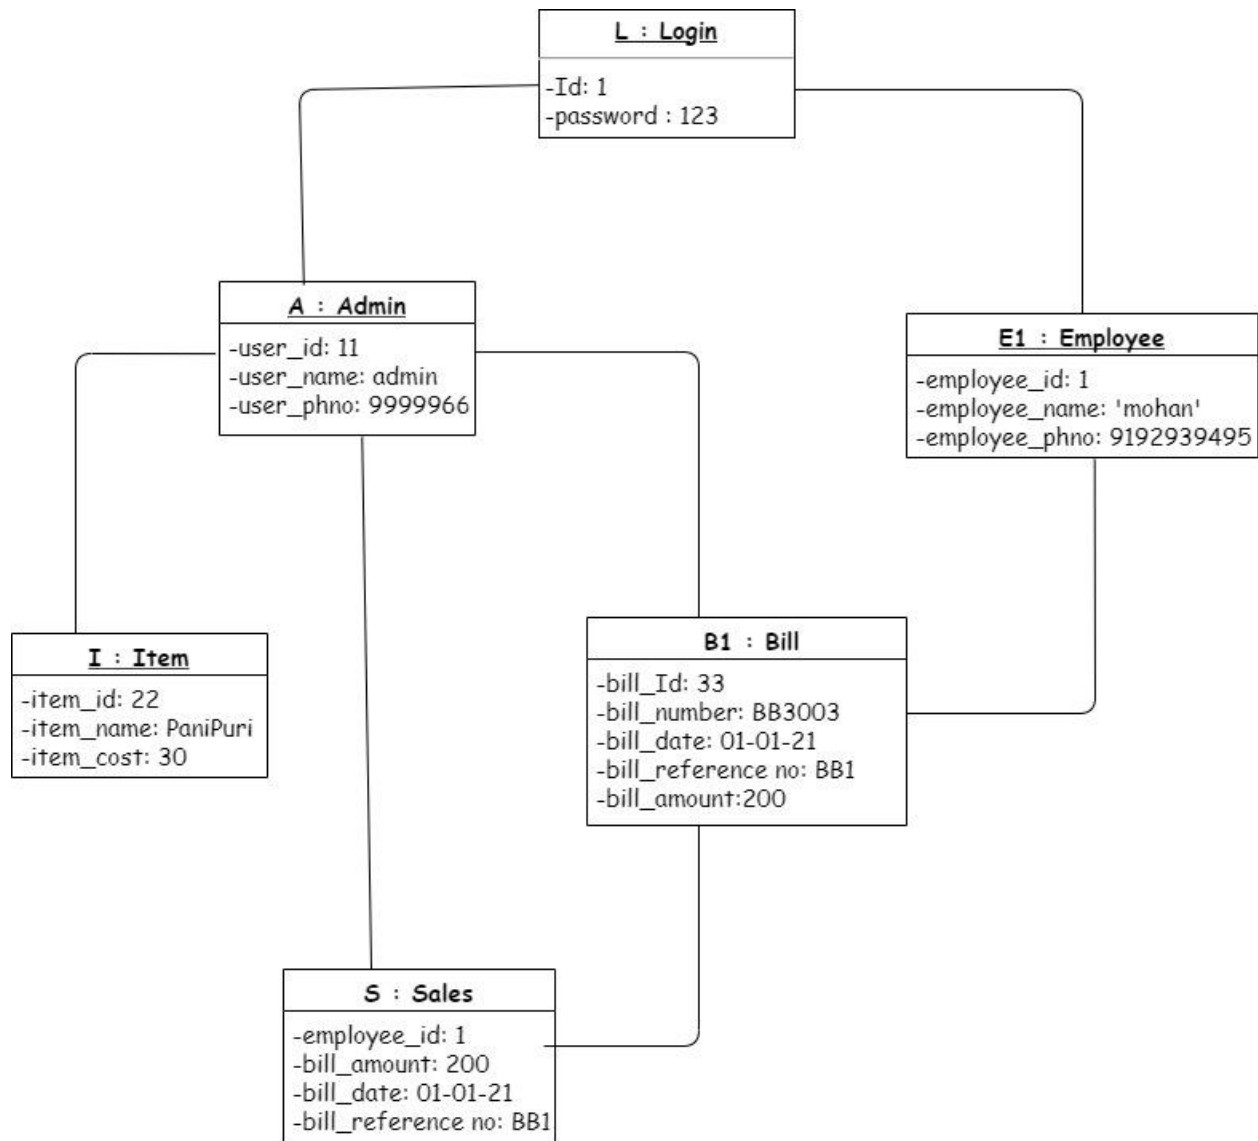 L : Login
-Id: 1
-password : 123
A : Admin
-user_id: 11
-user_name: admin
-user_phno: 9999966
E1 : Employee
-employee_id: 1
-employee_name: 'mohan'
-employee_phno: 9192939495
I : Item
-item_id: 22
-item_name: PaniPuri
-item_cost: 30
B1 : Bill
-bill_Id: 33
-bill_number: BB3003
-bill_date: 01-01-21
-bill_reference no: BB1
-bill_amount:200
S : Sales
-employee_id: 1
-bill_amount: 200
-bill_date: 01-01-21
-bill_reference no: BB1